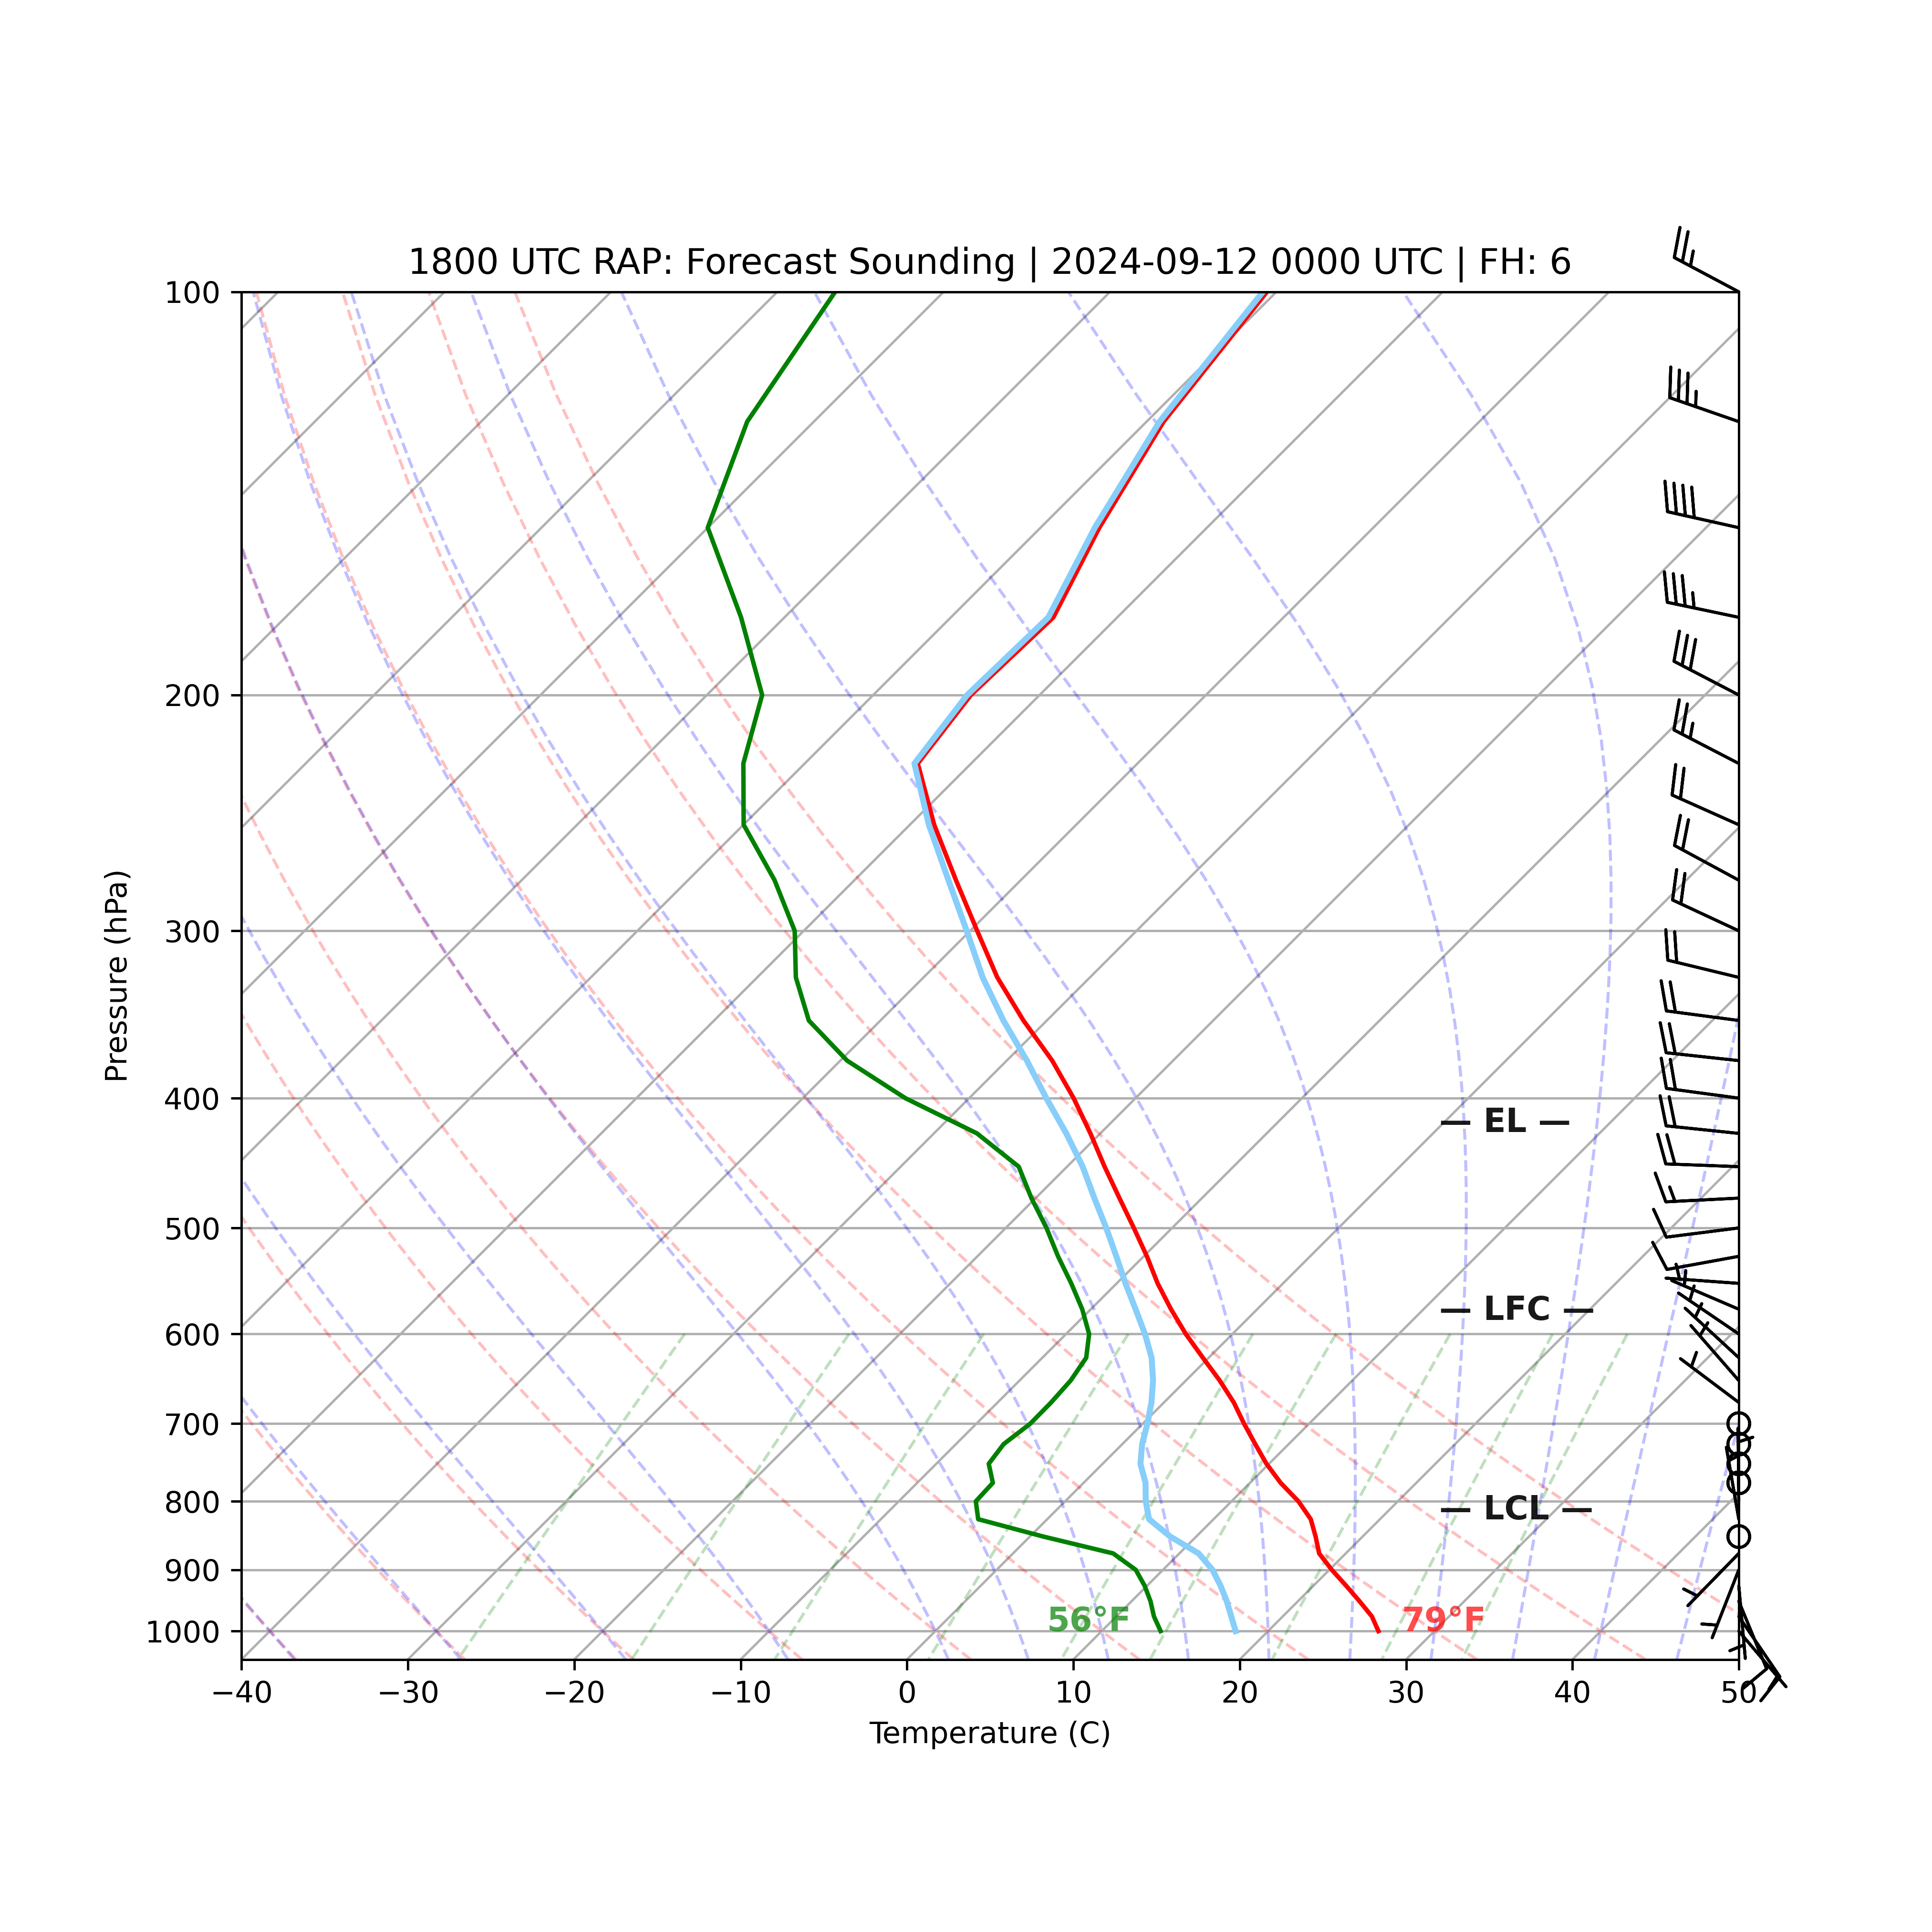 1800 UTC RAP: Forecast Sounding | 2024-09-12 0000 UTC | FH: 6
100
200
300
Pressure (hPa)
400
— EL —
500
— LFC —
600
700
800
— LCL —
900
56°F
79°F
1000
−40 −30 −20 −10 0 10 20 30 40 50
Temperature (C)